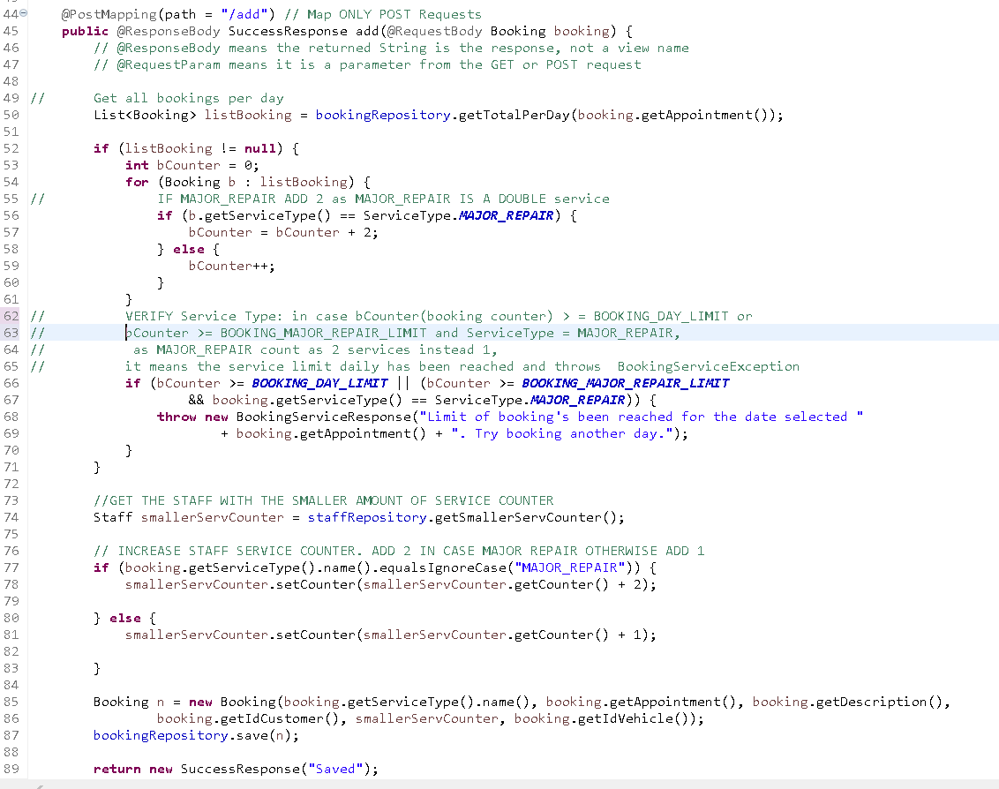 44 @PostMapping(path = "/add") // Map ONLY POST Requests
45 public @ResponseBody SuccessResponse add(@RequestBody Booking booking) {
46 // @ResponseBody means the returned String is the response, not a view name
47 // @RequestParam means it is a parameter from the GET or POST request
48
49 // Get all bookings per day
50 List<Booking> listBooking = bookingRepository.getTotalPerDay(booking.getAppointment());
51
52 if (listBooking != null) {
53 int bCounter = 0;
54 for (Booking b : listBooking) {
55 // IF MAJOR_REPAIR ADD 2 as MAJOR_REPAIR IS A DOUBLE service
56 if (b.getServiceType() == ServiceType.MAJOR_REPAIR) {
57 bCounter = bCounter + 2;
58 } else {
59 bCounter++;
60 }
61 }
62 // VERIFY Service Type: in case bCounter(booking counter) > = BOOKING_DAY_LIMIT or
63 // bCounter >= BOOKING_MAJOR_REPAIR_LIMIT and ServiceType = MAJOR_REPAIR,
64 // as MAJOR_REPAIR count as 2 services instead 1,
65 // it means the service limit daily has been reached and throws BookingServiceException
66 if (bCounter >= BOOKING_DAY_LIMIT || (bCounter >= BOOKING_MAJOR_REPAIR_LIMIT
67 && booking.getServiceType() == ServiceType.MAJOR_REPAIR)) {
68 throw new BookingServiceResponse("Limit of booking's been reached for the date selected "
69 + booking.getAppointment() + ". Try booking another day.");
70 }
71 }
72
73 //GET THE STAFF WITH THE SMALLER AMOUNT OF SERVICE COUNTER
74 Staff smallerServCounter = staffRepository.getSmallerServCounter();
75
76 // INCREASE STAFF SERVICE COUNTER. ADD 2 IN CASE MAJOR REPAIR OTHERWISE ADD 1
77 if (booking.getServiceType().name().equalsIgnoreCase("MAJOR_REPAIR")) {
78 smallerServCounter.setCounter(smallerServCounter.getCounter() + 2);
79
80 } else {
81 smallerServCounter.setCounter(smallerServCounter.getCounter() + 1);
82
83 }
84
85 Booking n = new Booking(booking.getServiceType().name(), booking.getAppointment(), booking.getDescription(),
86 booking.getIdCustomer(), smallerServCounter, booking.getIdVehicle());
87 bookingRepository.save(n);
88
89 return new SuccessResponse("Saved");